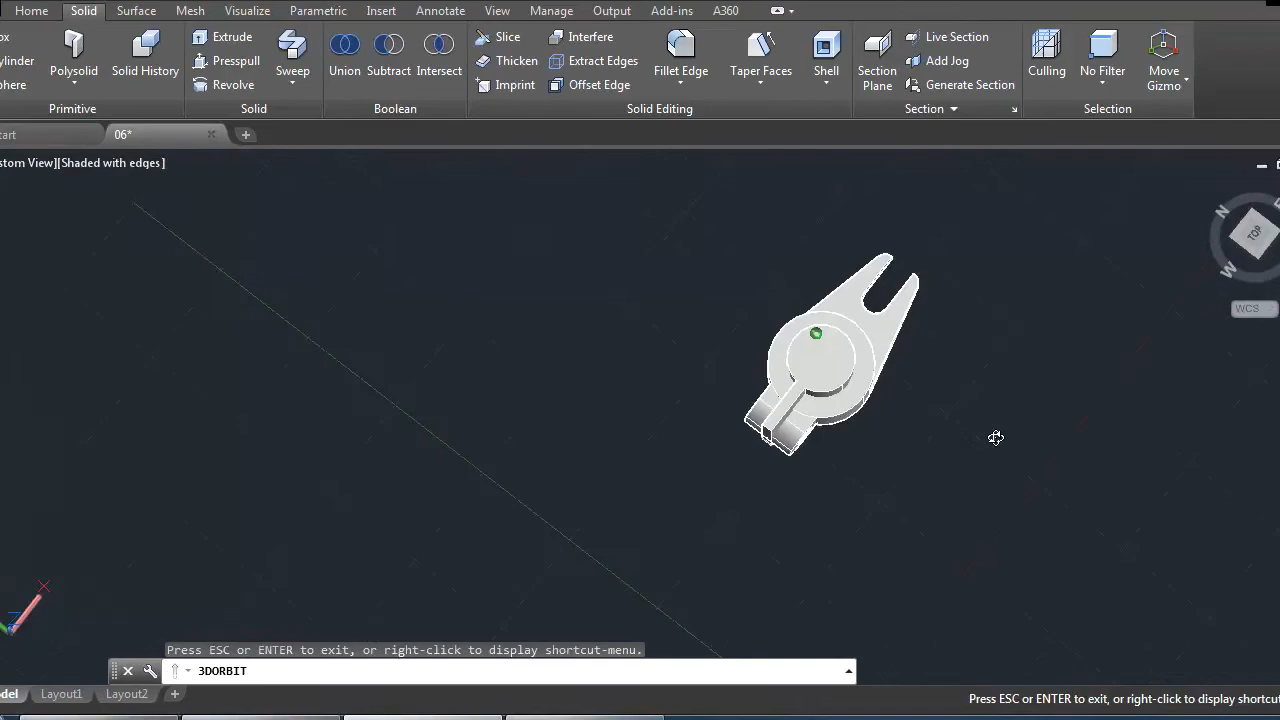 Home Solid Surface Mesh Visualize Parametric Insert Annotate View Manage Output Add-ins A360
ox Extrude Slice Interfere Live Section
ylinder Presspull Thicken Extract Edges Add Jog
here Revolve Imprint Offset Edge Generate Section
Polysolid Solid History Sweep Union Subtract Intersect Fillet Edge Taper Faces Shell Section Plane Culling No Filter Move Gizmo
Primitive Solid Boolean Solid Editing Section Selection
tart 06*
stom View][Shaded with edges]
N
TOP
W
WCS
Press ESC or ENTER to exit, or right-click to display shortcut-menu.
3DORBIT
odel Layout1 Layout2
Press ESC or ENTER to exit, or right-click to display shortcut